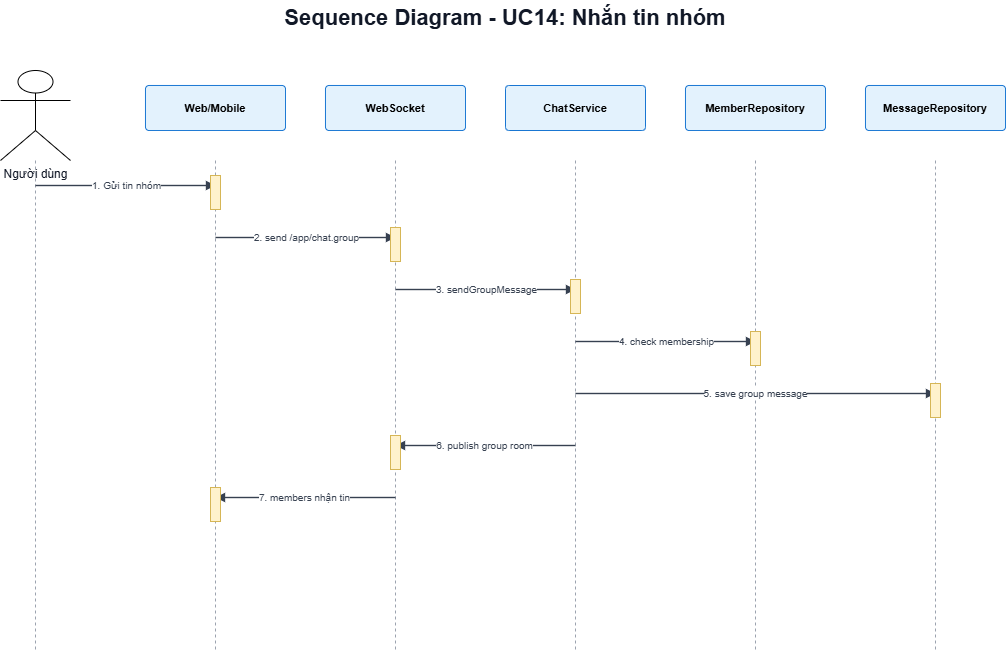 Sequence Diagram - UC14: Nhắn tin nhóm
Web/Mobile
WebSocket
ChatService
MemberRepository
MessageRepository
Người dùng
1. Gửi tin nhóm
2. send /app/chat.group
3. sendGroupMessage
4. check membership
5. save group message
6. publish group room
7. members nhận tin